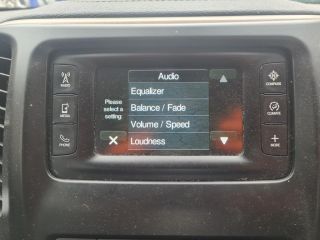 Audio
Equalizer
Balance / Fade
Volume / Speed
Loudness
Please
select a
setting:
RADIO
MEDIA
PHONE
COMPASS
CLIMATE
MORE